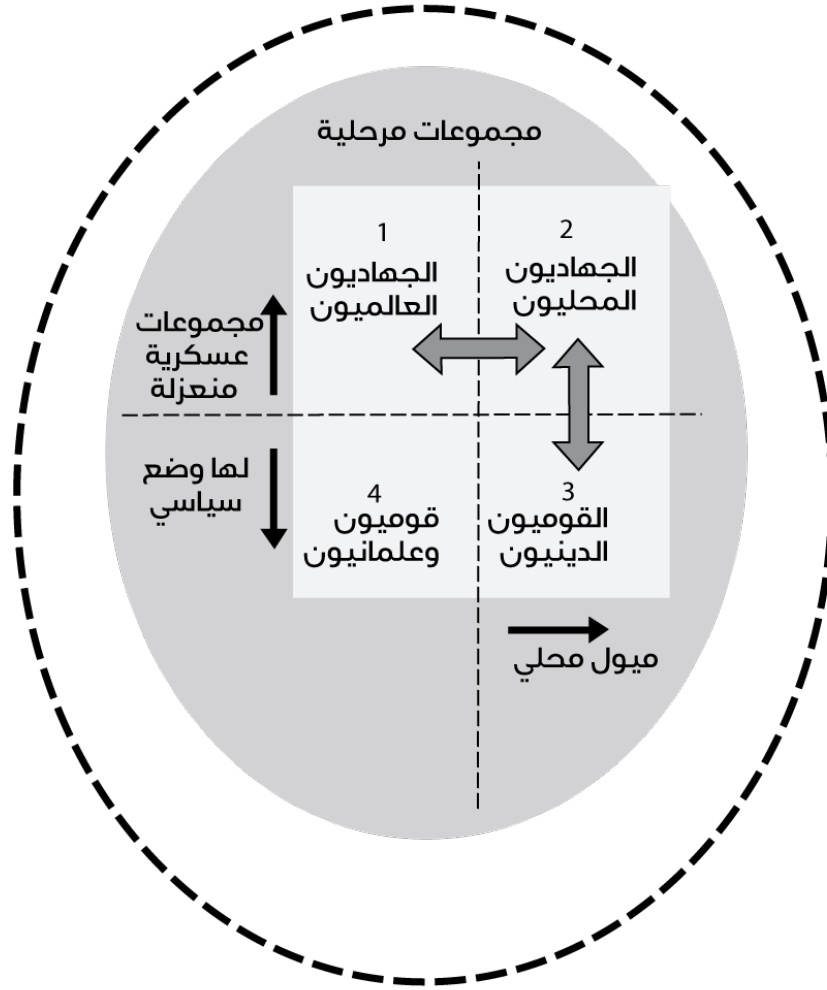 مجموعات مرحلية
1
الجهاديون
العالميون
2
الجهاديون
المحليون
مجموعات
عسكرية
منعزلة
لها وضع
سياسي
4
قوميون
وعلمانيون
3
القوميون
الدينيون
ميول محلي